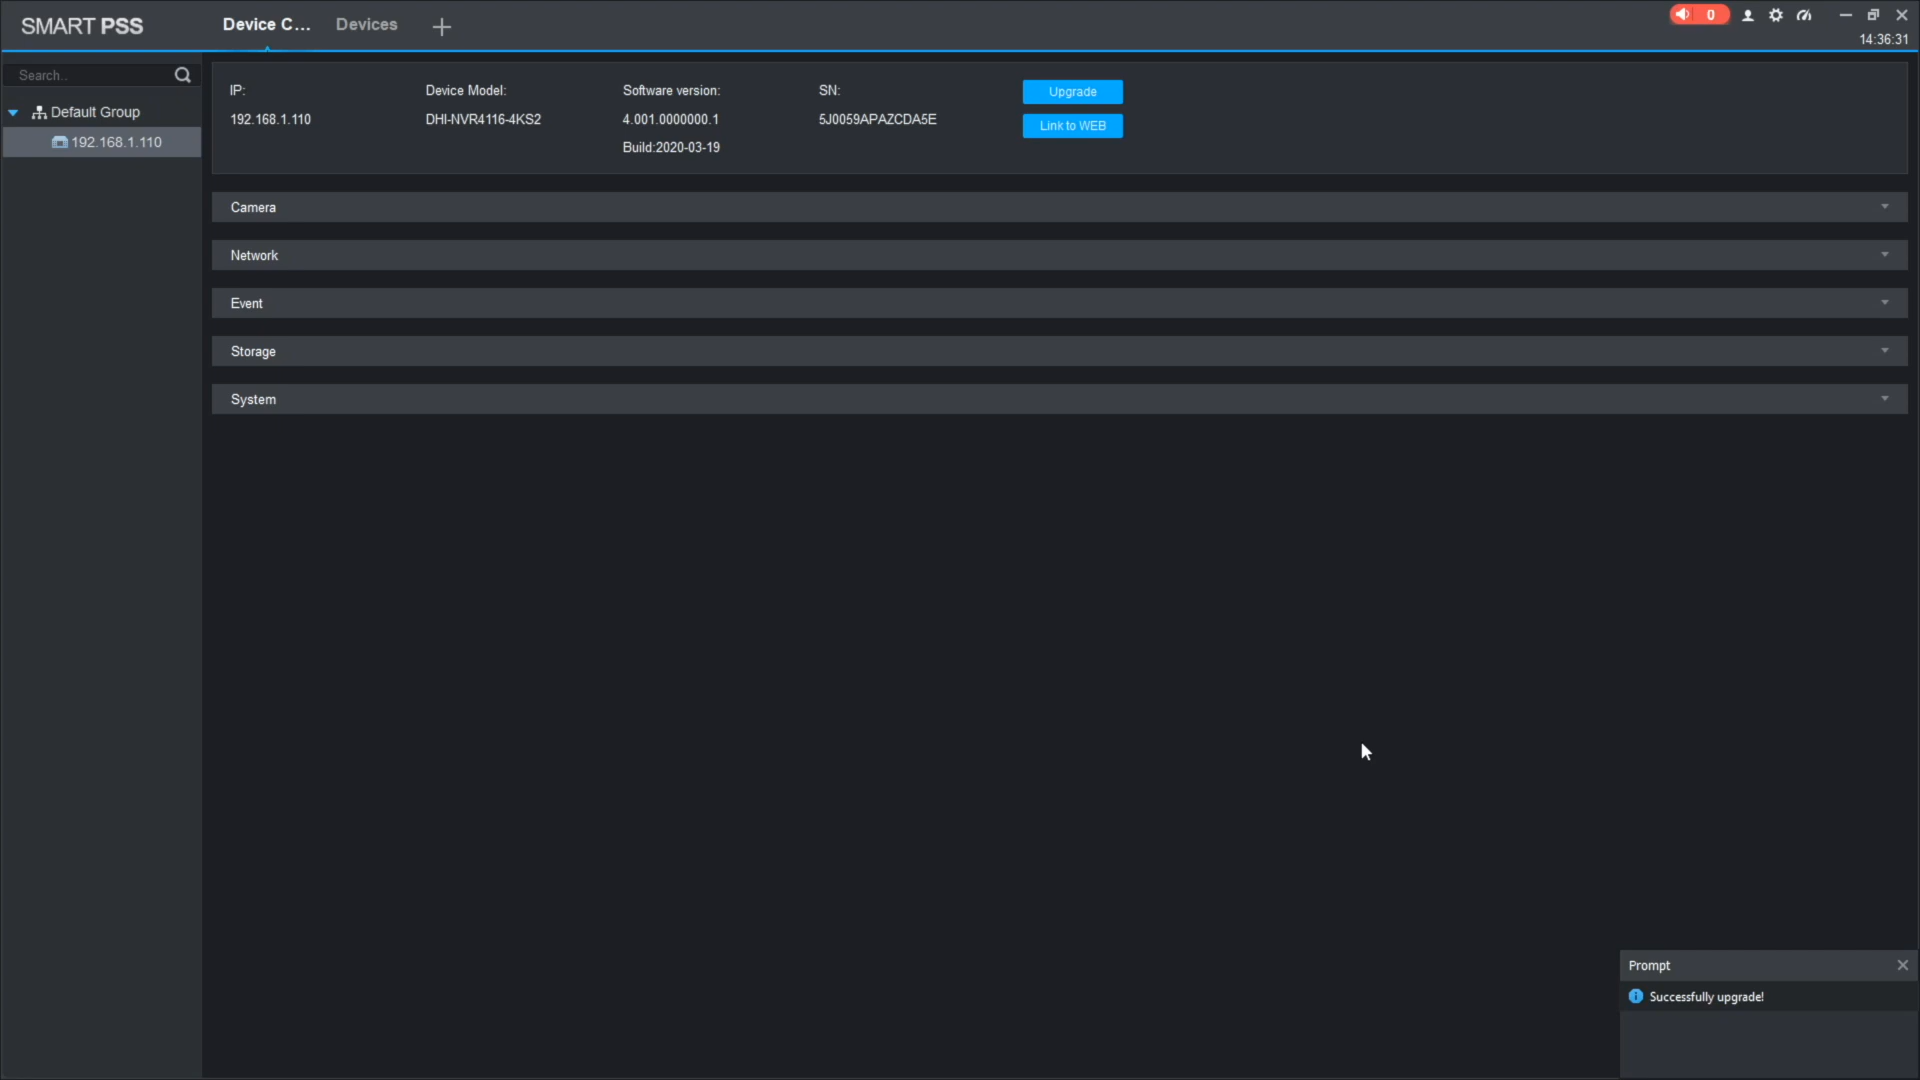 SMART PSS
Device C...
Devices
0
14:36:31
Search..
Default Group
192.168.1.110
IP:
Device Model:
Software version:
SN:
Upgrade
192.168.1.110
DHI-NVR4116-4KS2
4.001.0000000.1
5J0059APAZCDA5E
Link to WEB
Build:2020-03-19
Camera
Network
Event
Storage
System
Prompt
Successfully upgrade!